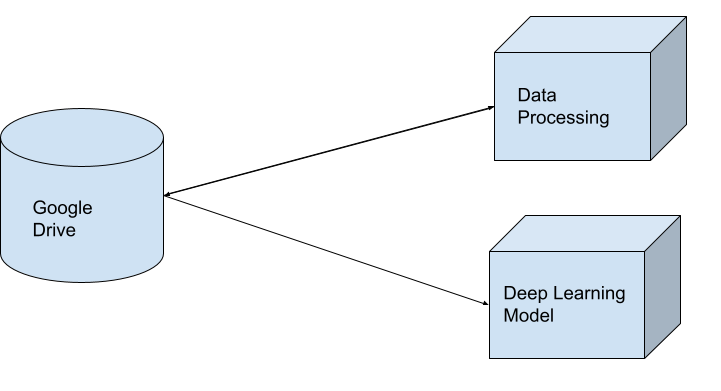 Data
Processing
Google
Drive
Deep Learning
Model